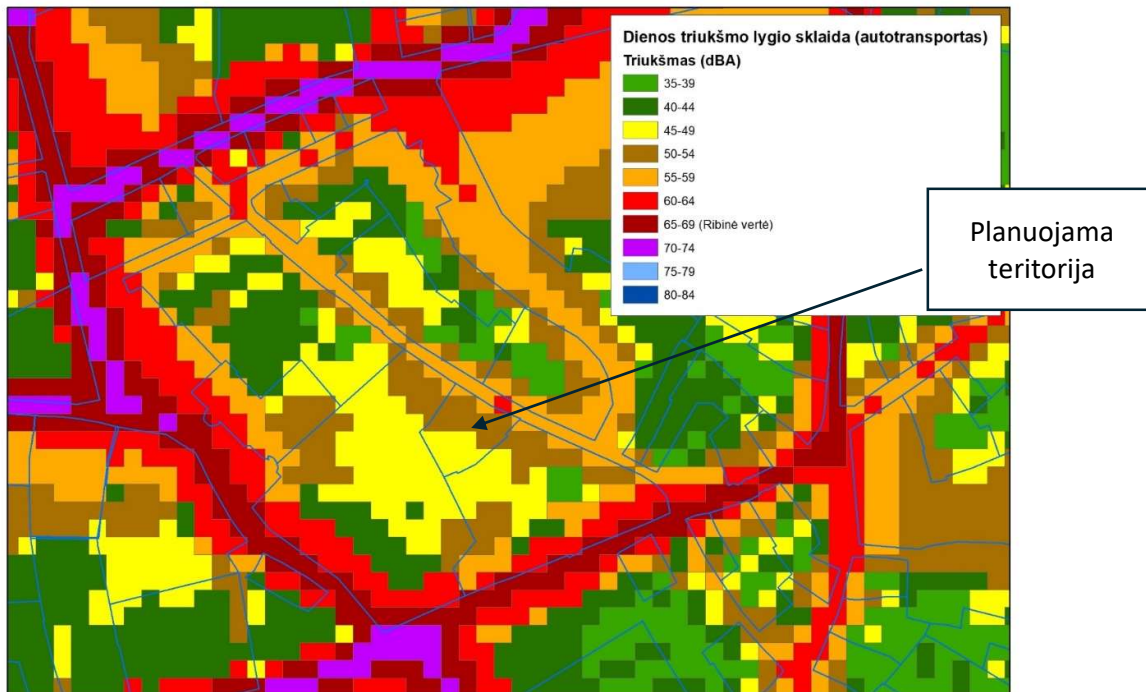 Dienos triukšmo lygio sklaida (autotransportas)
Triukšmas (dBA)
35-39
40-44
45-49
50-54
55-59
60-64
65-69 (Ribinė vertė)
70-74
75-79
80-84
Planuojama
teritorija